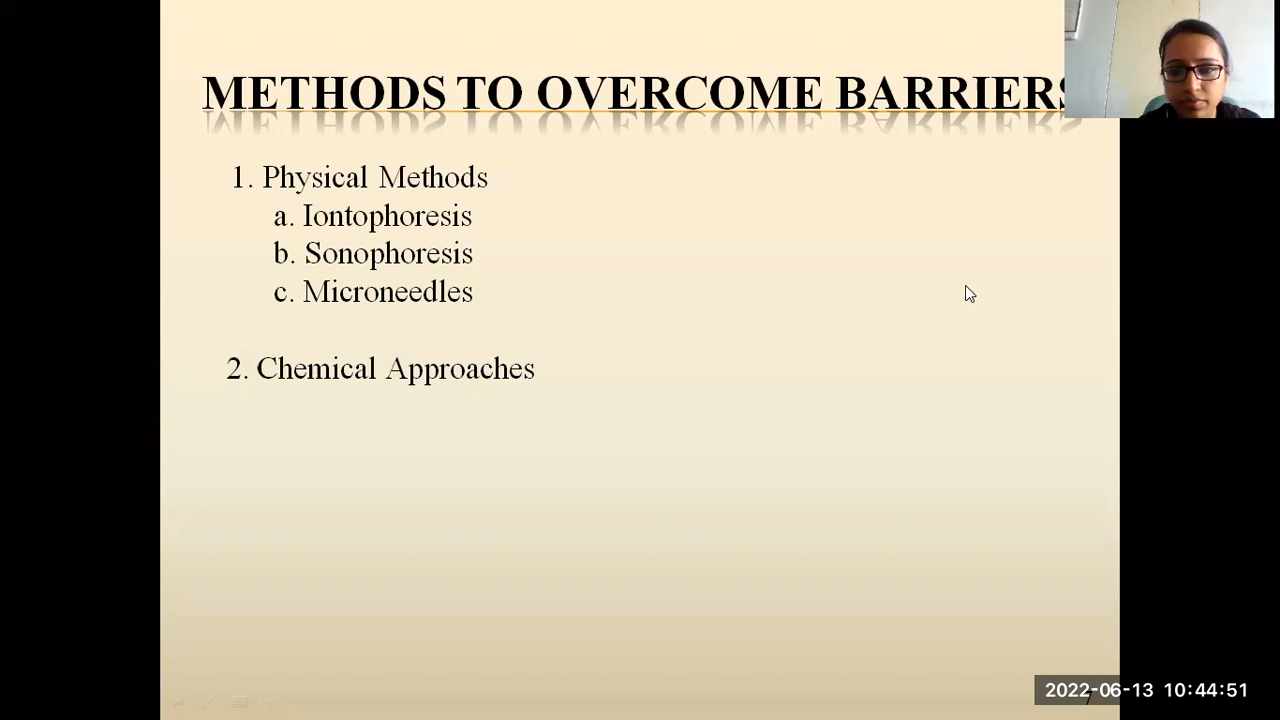 METHODS TO OVERCOME BARRIERS
1. Physical Methods
a. Iontophoresis
b. Sonophoresis
c. Microneedles
2. Chemical Approaches
2022-06-13 10:44:51